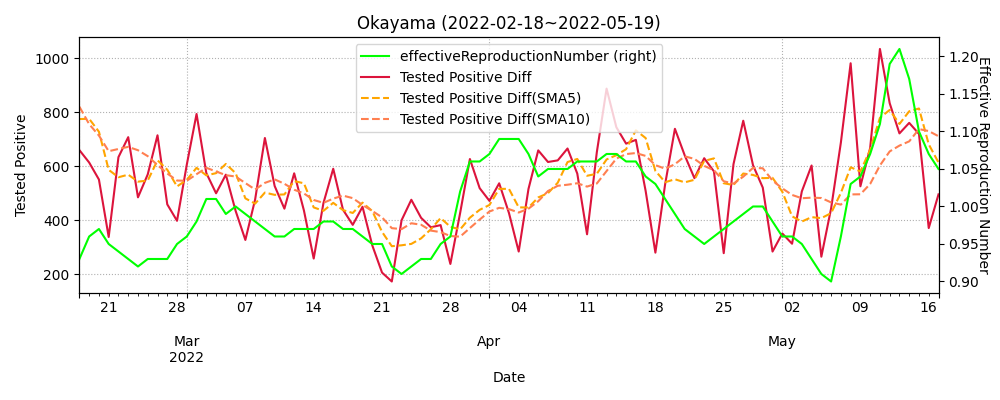 Okayama (2022-02-18~2022-05-19)
effectiveReproductionNumber (right)
Tested Positive Diff
Tested Positive Diff(SMA5)
Tested Positive Diff(SMA10)
Tested Positive
1000
800
600
400
200
1.20
1.15
1.10
1.05
1.00
0.95
0.90
Effective Reproduction Number
21 28 07 14 21 28 04 11 18 25 02 09 16
Mar Apr May
2022
Date